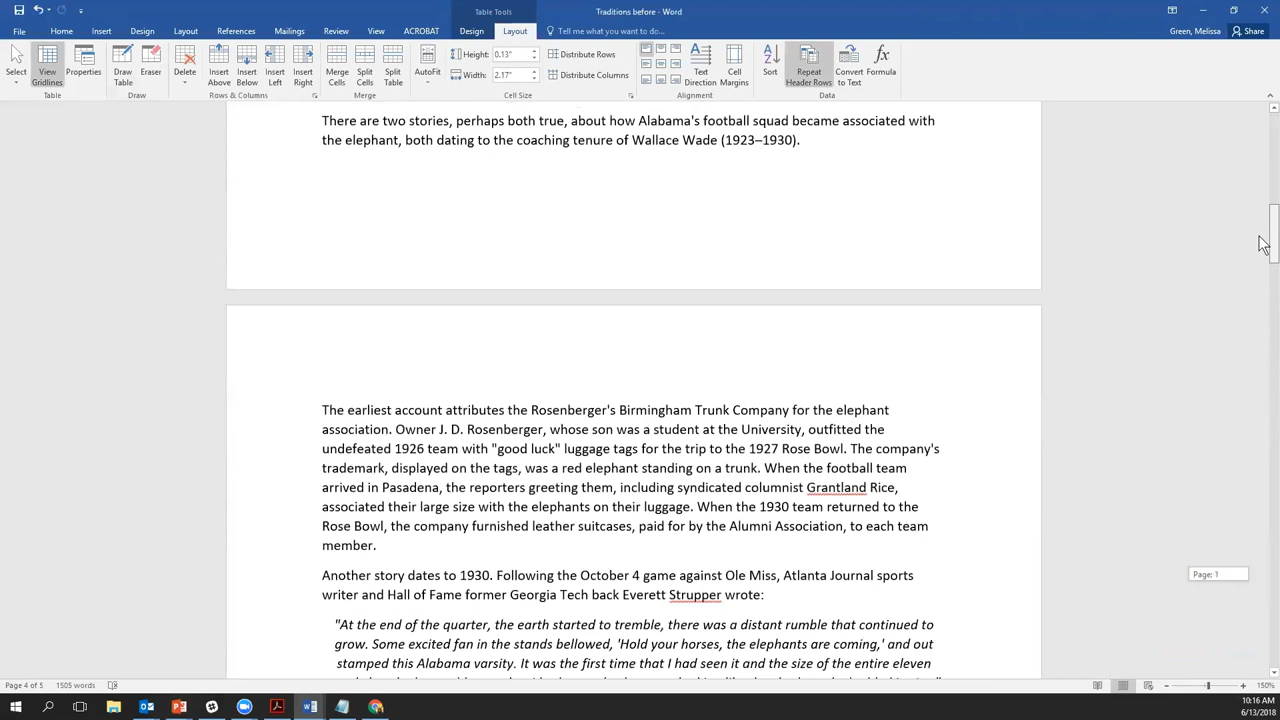 Table Tools
Traditions before - Word
File Home Insert Design Layout References Mailings Review View ACROBAT Design Layout Tell me what you want to do... Green, Melissa Share
Height: 0.13" Distribute Rows
Width: 2.17" Distribute Columns
Select View Gridlines Properties Draw Table Eraser Delete Insert Above Insert Below Insert Left Insert Right Merge Cells Split Cells Split Table AutoFit Text Direction Cell Margins Sort Repeat Header Rows Convert to Text Formula
Table Draw Rows & Columns Merge Cell Size Alignment Data
There are two stories, perhaps both true, about how Alabama's football squad became associated with
the elephant, both dating to the coaching tenure of Wallace Wade (1923–1930).
The earliest account attributes the Rosenberger's Birmingham Trunk Company for the elephant
association. Owner J. D. Rosenberger, whose son was a student at the University, outfitted the
undefeated 1926 team with "good luck" luggage tags for the trip to the 1927 Rose Bowl. The company's
trademark, displayed on the tags, was a red elephant standing on a trunk. When the football team
arrived in Pasadena, the reporters greeting them, including syndicated columnist Grantland Rice,
associated their large size with the elephants on their luggage. When the 1930 team returned to the
Rose Bowl, the company furnished leather suitcases, paid for by the Alumni Association, to each team
member.
Page: 1
Another story dates to 1930. Following the October 4 game against Ole Miss, Atlanta Journal sports
writer and Hall of Fame former Georgia Tech back Everett Strupper wrote:
"At the end of the quarter, the earth started to tremble, there was a distant rumble that continued to
grow. Some excited fan in the stands bellowed, 'Hold your horses, the elephants are coming,' and out
stamped this Alabama varsity. It was the first time that I had seen it and the size of the entire eleven
Page 4 of 5 1505 words 150%
10:16 AM
6/13/2018